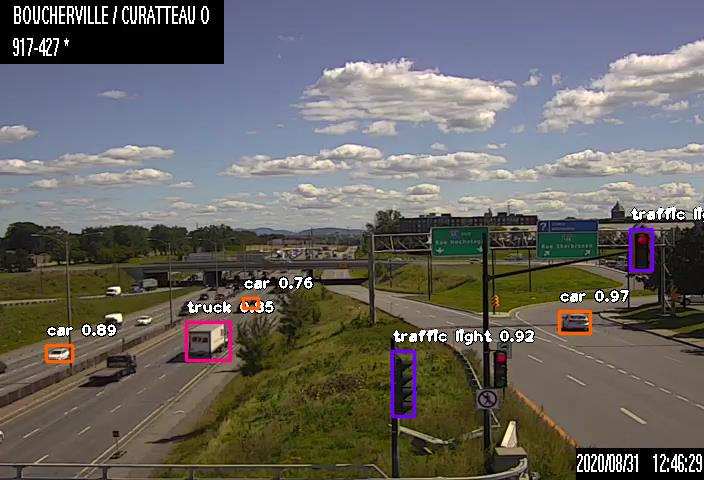 BOUCHERVILLE / CURATTEAU O
917-427 *
traffic
car 0.76
truck 0.85
car 0.97
car 0.89
traffic light 0.92
Rue Hochelaga
Rue Sherbrooke
2020/08/31 12:46:29